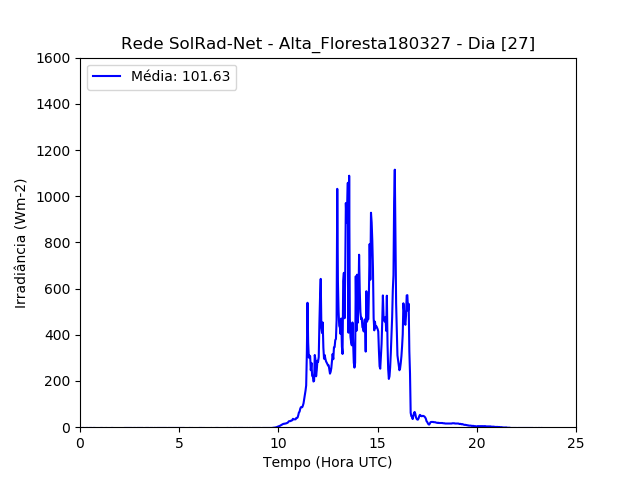 Rede SolRad-Net - Alta_Floresta180327 - Dia [27]
Média: 101.63
1600
1400
1200
1000
800
600
400
200
0
Irradiância (Wm-2)
0 5 10 15 20 25
Tempo (Hora UTC)